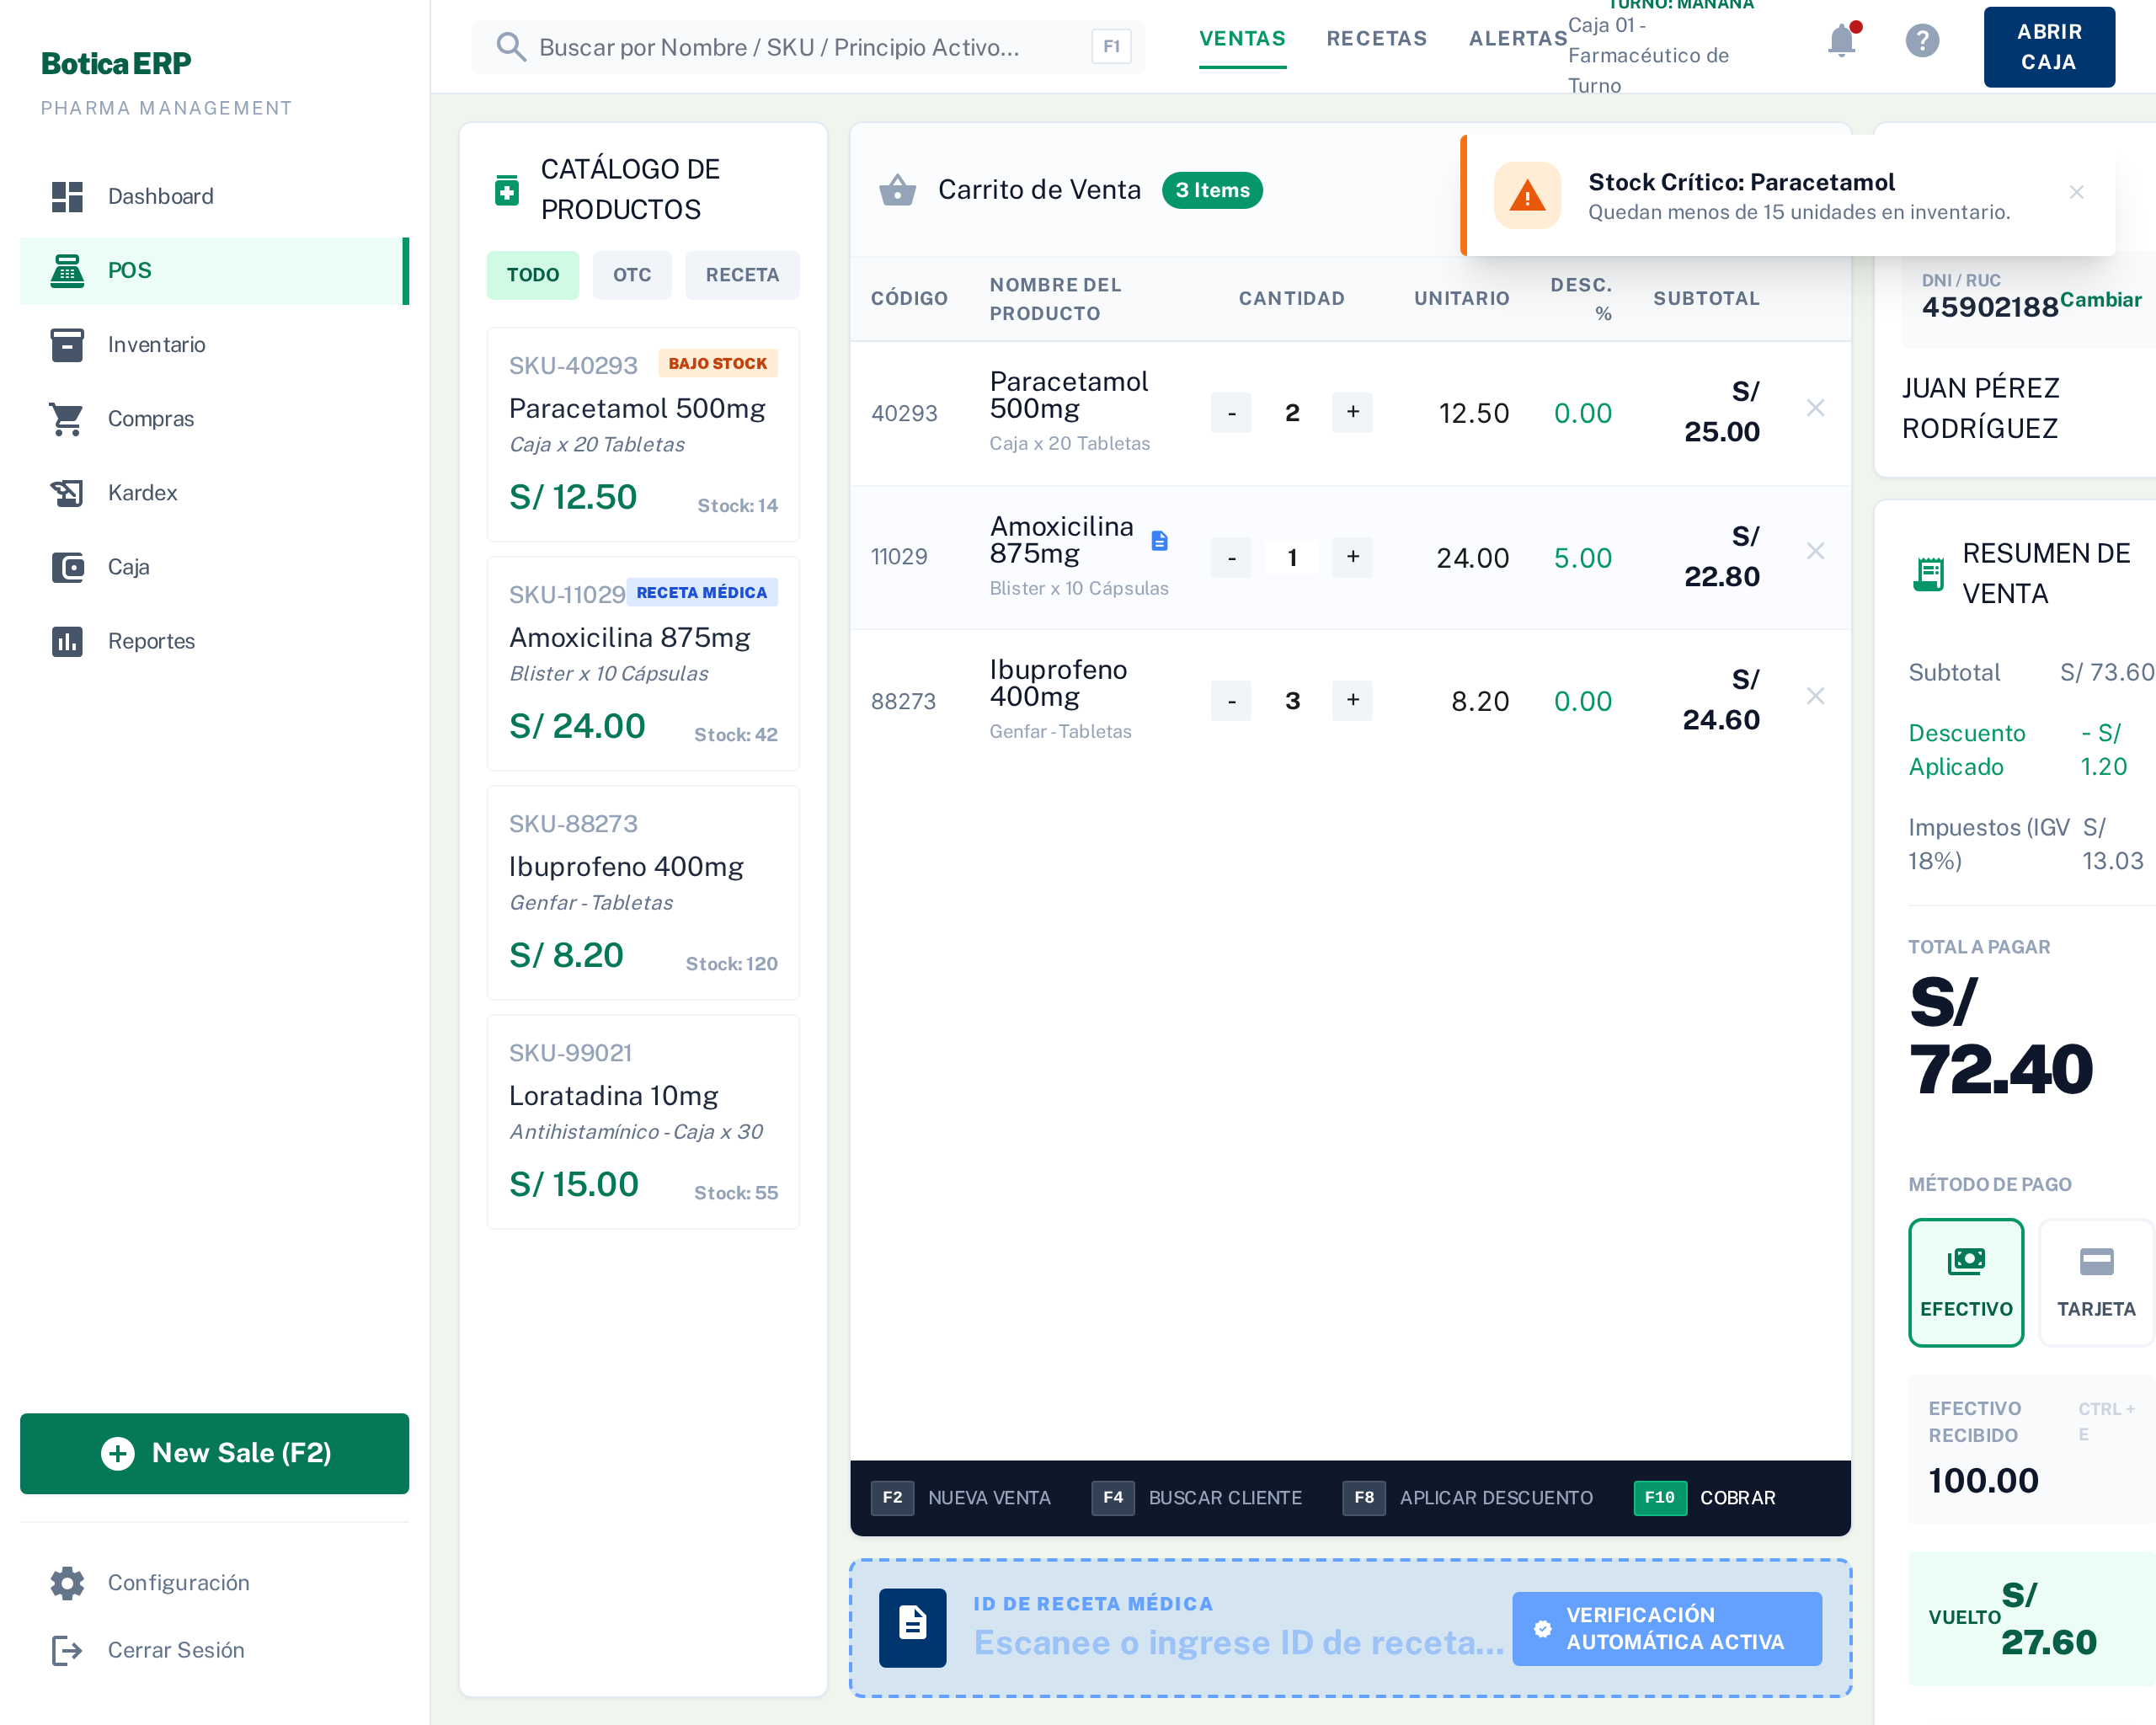 Botica ERP
PHARMA MANAGEMENT
Dashboard
POS
Inventario
Compras
Kardex
Caja
Reportes
New Sale (F2)
Configuración
Cerrar Sesión
Buscar por Nombre / SKU / Principio Activo...
F1
VENTAS
RECETAS
ALERTAS
TURNO: MAÑANA
Caja 01 -
Farmacéutico de
Turno
ABRIR
CAJA
CATÁLOGO DE
PRODUCTOS
TODO
OTC
RECETA
SKU-40293
BAJO STOCK
Paracetamol 500mg
Caja x 20 Tabletas
S/ 12.50
Stock: 14
SKU-11029
RECETA MÉDICA
Amoxicilina 875mg
Blister x 10 Cápsulas
S/ 24.00
Stock: 42
SKU-88273
Ibuprofeno 400mg
Genfar - Tabletas
S/ 8.20
Stock: 120
SKU-99021
Loratadina 10mg
Antihistamínico - Caja x 30
S/ 15.00
Stock: 55
Carrito de Venta
3 Items
Stock Crítico: Paracetamol
Quedan menos de 15 unidades en inventario.
CÓDIGO
NOMBRE DEL
PRODUCTO
CANTIDAD
UNITARIO
DESC.
%
SUBTOTAL
40293
Paracetamol
500mg
Caja x 20 Tabletas
- 2 +
12.50
0.00
S/
25.00
11029
Amoxicilina
875mg
Blister x 10 Cápsulas
- 1 +
24.00
5.00
S/
22.80
88273
Ibuprofeno
400mg
Genfar - Tabletas
- 3 +
8.20
0.00
S/
24.60
F2 NUEVA VENTA
F4 BUSCAR CLIENTE
F8 APLICAR DESCUENTO
F10 COBRAR
ID DE RECETA MÉDICA
Escanee o ingrese ID de receta...
VERIFICACIÓN
AUTOMÁTICA ACTIVA
DNI / RUC
45902188
Cambiar
JUAN PÉREZ
RODRÍGUEZ
RESUMEN DE
VENTA
Subtotal
S/ 73.60
Descuento
Aplicado
- S/
1.20
Impuestos (IGV
18%)
S/
13.03
TOTAL A PAGAR
S/
72.40
MÉTODO DE PAGO
EFECTIVO
TARJETA
EFECTIVO
RECIBIDO
CTRL +
E
100.00
VUELTO
S/
27.60